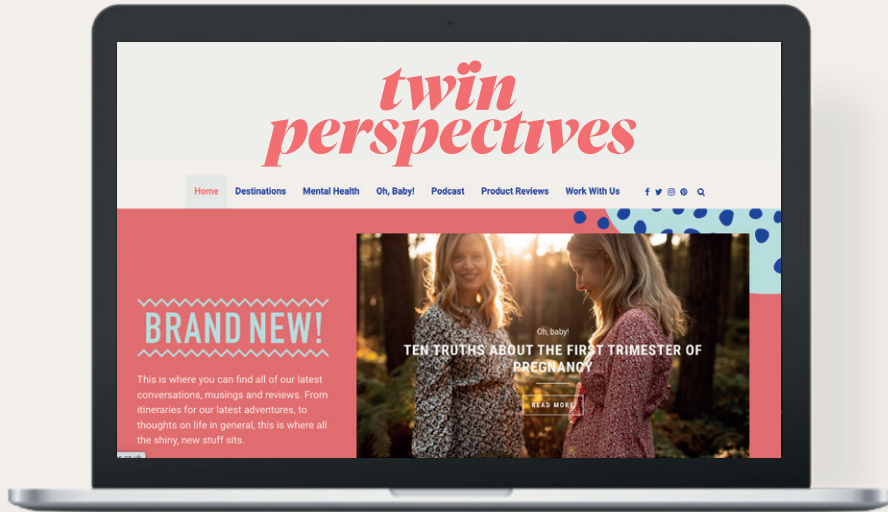 twin
perspectives
Home Destinations Mental Health Oh, Baby! Podcast Product Reviews Work With Us
BRAND NEW!
This is where you can find all of our latest
conversations, musings and reviews. From
itineraries for our latest adventures, to
thoughts on life in general, this is where all
the shiny, new stuff sits.
Oh, baby!
TEN TRUTHS ABOUT THE FIRST TRIMESTER OF
PREGNANCY
READ MORE